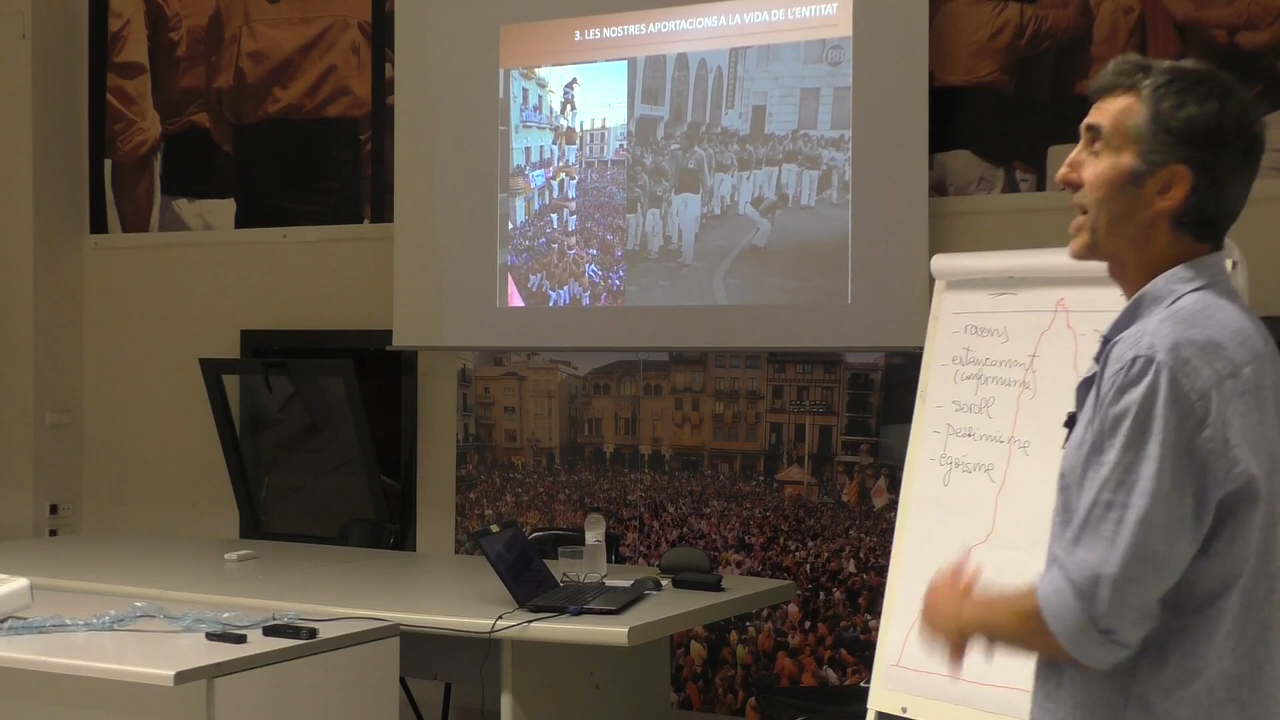 3. LES NOSTRES APORTACIONS A LA VIDA DE L'ENTITAT
- raons
- estancament
(conformisme)
- soroll
- pessimisme
- egoisme